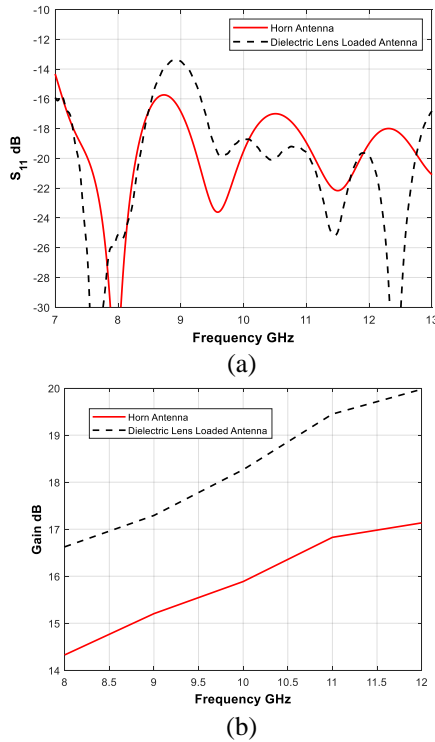 -10
-12
-14
-16
-18
-20
-22
-24
-26
-28
-30
S11 dB
Horn Antenna
Dielectric Lens Loaded Antenna
7 8 9 10 11 12 13
Frequency GHz
(a)
20
19
18
17
16
15
14
Gain dB
Horn Antenna
Dielectric Lens Loaded Antenna
8 8.5 9 9.5 10 10.5 11 11.5 12
Frequency GHz
(b)